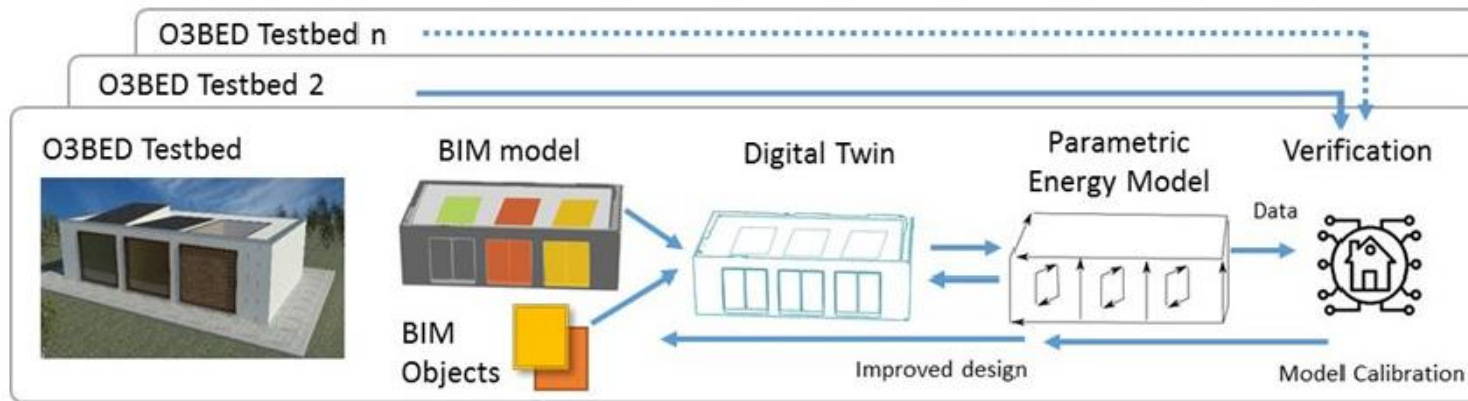 O3BED Testbed n
O3BED Testbed 2
O3BED Testbed
BIM model
Digital Twin
Parametric
Energy Model
Verification
Data
BIM
Objects
Improved design
Model Calibration